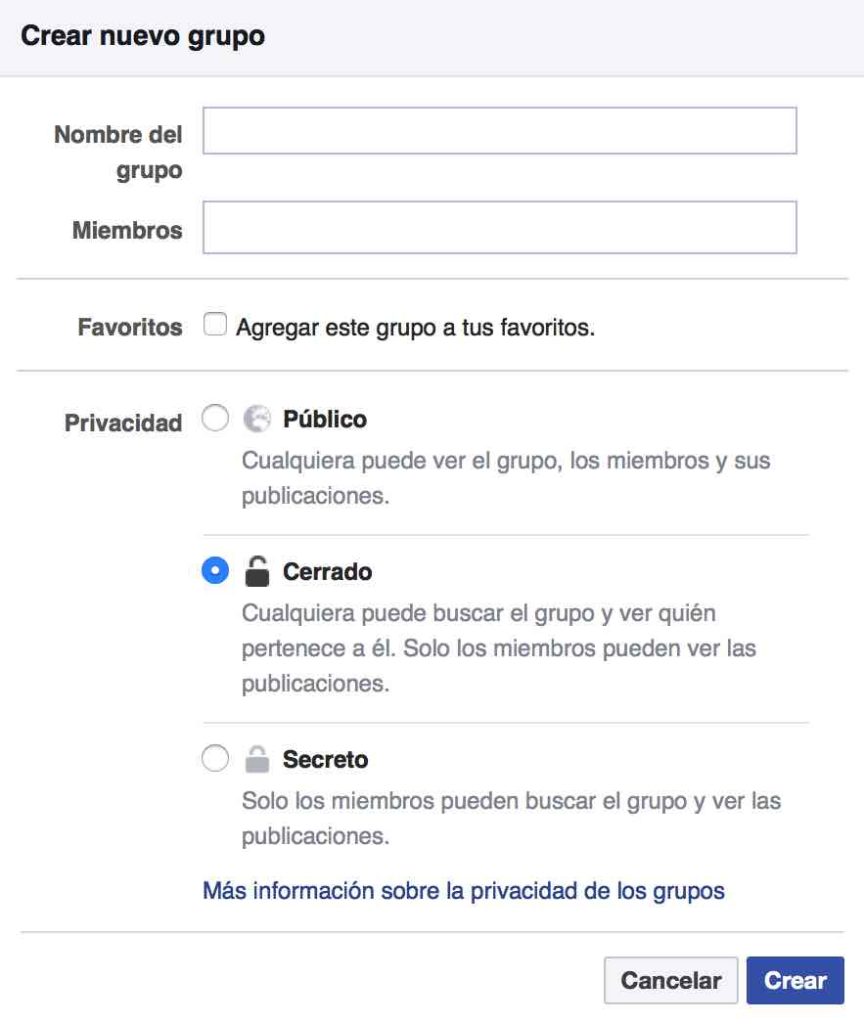 Crear nuevo grupo
Nombre del
grupo
Miembros
Favoritos Agregar este grupo a tus favoritos.
Privacidad Público
Cualquiera puede ver el grupo, los miembros y sus
publicaciones.
Cerrado
Cualquiera puede buscar el grupo y ver quién
pertenece a él. Solo los miembros pueden ver las
publicaciones.
Secreto
Solo los miembros pueden buscar el grupo y ver las
publicaciones.
Más información sobre la privacidad de los grupos
Cancelar Crear